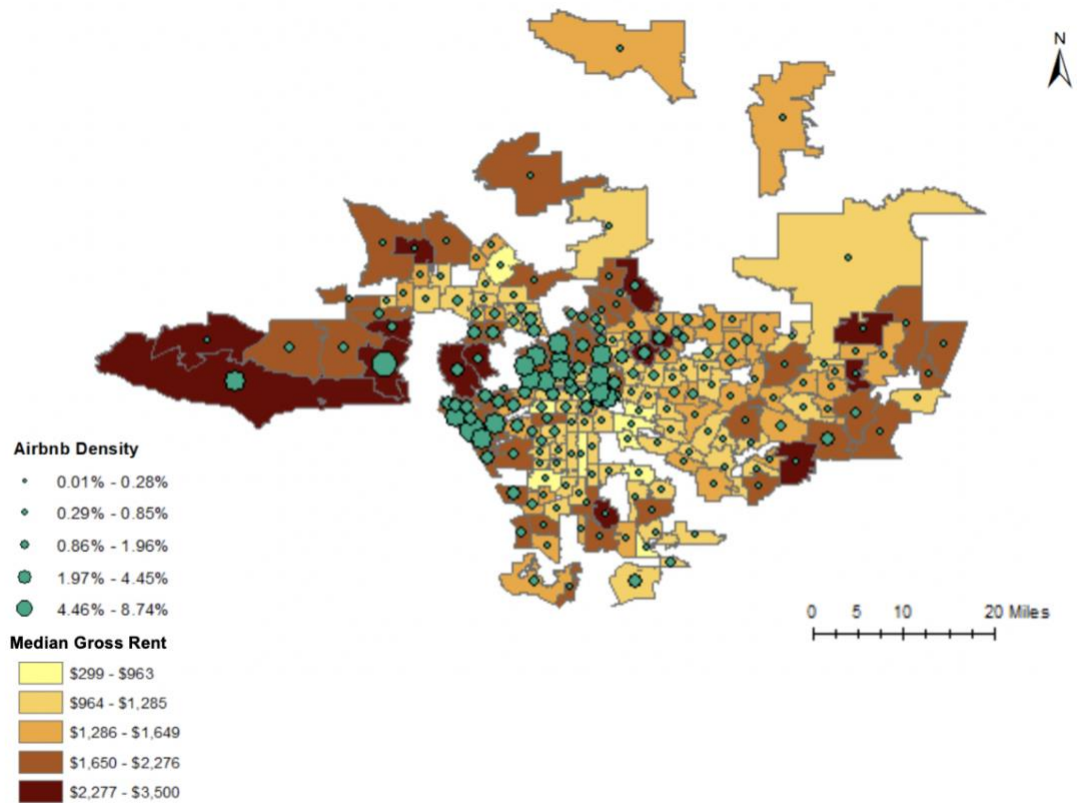 N
Airbnb Density
0.01% - 0.28%
0.29% - 0.85%
0.86% - 1.96%
1.97% - 4.45%
4.46% - 8.74%
0 5 10 20 Miles
Median Gross Rent
$299 - $963
$964 - $1,285
$1,286 - $1,649
$1,650 - $2,276
$2,277 - $3,500